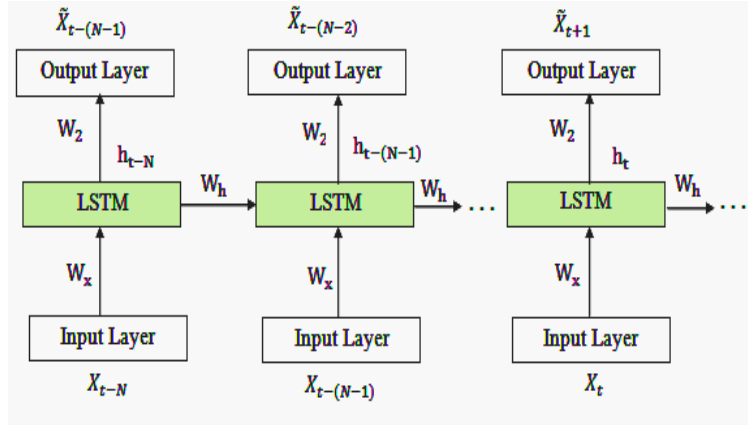 X̃ₜ₋₍N₋₁₎ X̃ₜ₋₍N₋₂₎ X̃ₜ₊₁
Output Layer Output Layer Output Layer
W₂ W₂ W₂
hₜ₋N hₜ₋₍N₋₁₎ hₜ
LSTM Wₕ LSTM Wₕ ... LSTM Wₕ ...
Wₓ Wₓ Wₓ
Input Layer Input Layer Input Layer
Xₜ₋N Xₜ₋₍N₋₁₎ Xₜ